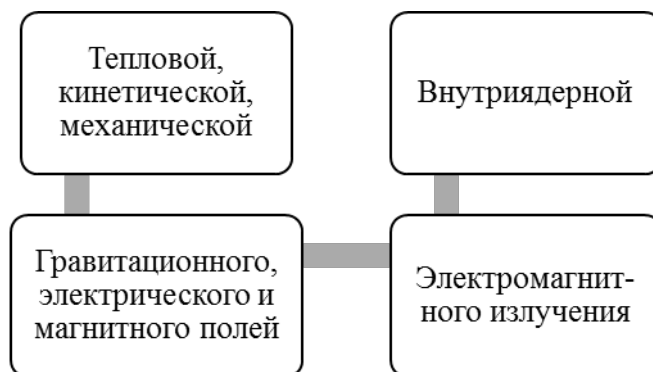 Тепловой,
кинетической,
механической
Гравитационного,
электрического и
магнитного полей
Электромагнит-
ного излучения
Внутриядерной